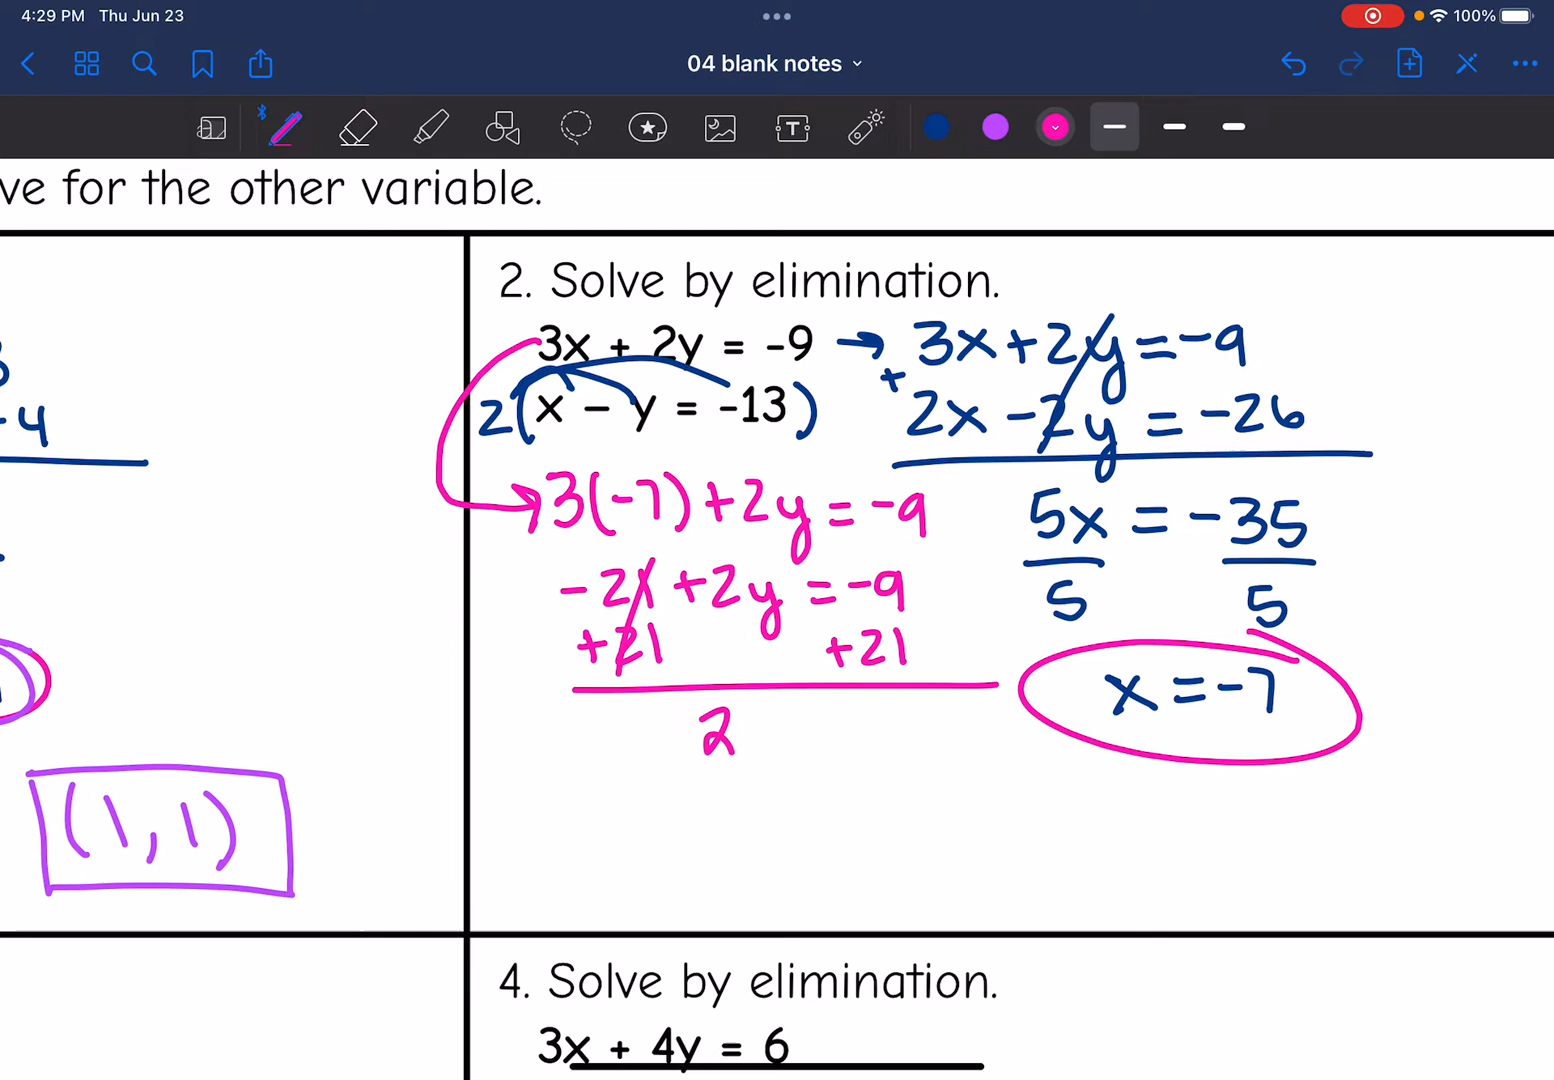 4:29 PM Thu Jun 23
100%
04 blank notes
ve for the other variable.
2. Solve by elimination.
3x + 2y = -9 → 3x + 2y = -9
2(x - y = -13) + 2x - 2y = -26
3(-7) + 2y = -9
5x = -35
5 5
-21 + 2y = -9
+21 +21
x = -7
2
-4
(1, 1)
4. Solve by elimination.
3x + 4y = 6